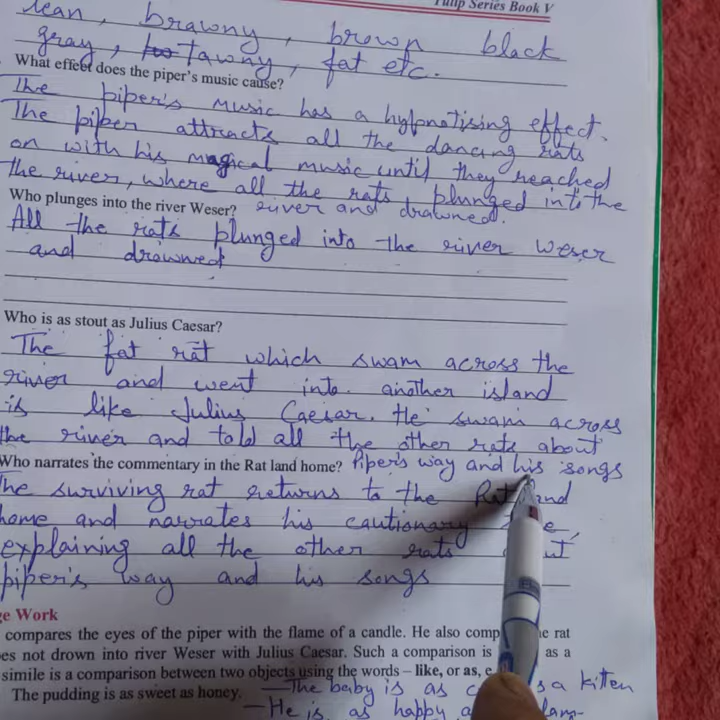 Tulip Series Book V
lean, brawny, brown black
gray, tawny, fat etc.
What effect does the piper's music cause?
The piper's music has a hypnotising effect.
The piper attracts all the dancing rats
on with his magical music until they reached
the river, where all the rats plunged into the
river and drawned.
Who plunges into the river Weser?
All the rats plunged into the river weser
and drowned
Who is as stout as Julius Caesar?
The fat rat which swam across the
river and went into another island
is like Julius Caesar. He swam across
the river and told all the other rats about
piper's way and his songs
Who narrates the commentary in the Rat land home?
The surviving rat returns to the
home and narrates his cautionary
explaining all the other rats
piper's way and his songs
Work
compares the eyes of the piper with the flame of a candle. He also rat
not drown into river Weser with Julius Caesar. Such a comparison is as a
simile is a comparison between two objects using the words – like, or as,
The pudding is as sweet as honey. – The baby is as a kitten
– He is as happy